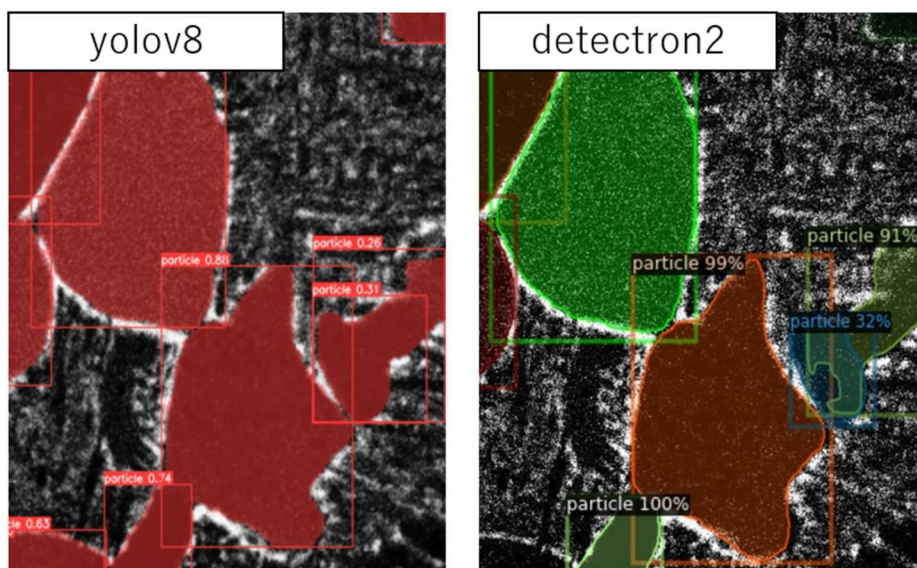 yolov8
detectron2
particle 0.26
particle 0.88
particle 0.31
particle 0.74
0.63
particle 91%
particle 99%
particle 32%
particle 100%